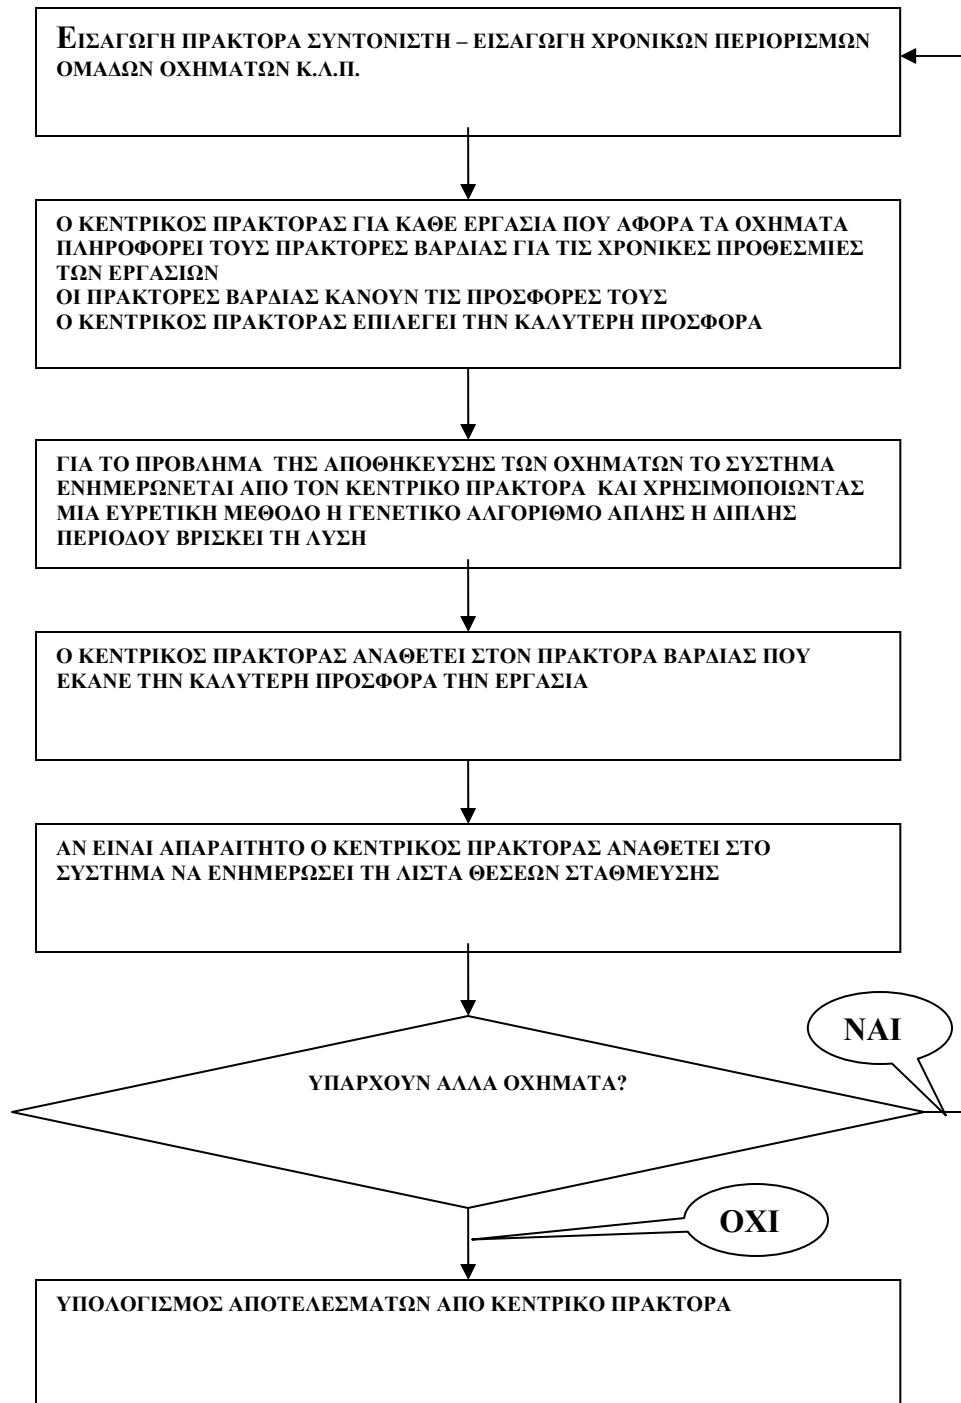 ΕΙΣΑΓΩΓΗ ΠΡΑΚΤΟΡΑ ΣΥΝΤΟΝΙΣΤΗ – ΕΙΣΑΓΩΓΗ ΧΡΟΝΙΚΩΝ ΠΕΡΙΟΡΙΣΜΩΝ
ΟΜΑΔΩΝ ΟΧΗΜΑΤΩΝ Κ.Λ.Π.
Ο ΚΕΝΤΡΙΚΟΣ ΠΡΑΚΤΟΡΑΣ ΓΙΑ ΚΑΘΕ ΕΡΓΑΣΙΑ ΠΟΥ ΑΦΟΡΑ ΤΑ ΟΧΗΜΑΤΑ
ΠΛΗΡΟΦΟΡΕΙ ΤΟΥΣ ΠΡΑΚΤΟΡΕΣ ΒΑΡΔΙΑΣ ΓΙΑ ΤΙΣ ΧΡΟΝΙΚΕΣ ΠΡΟΘΕΣΜΙΕΣ
ΤΩΝ ΕΡΓΑΣΙΩΝ
ΟΙ ΠΡΑΚΤΟΡΕΣ ΒΑΡΔΙΑΣ ΚΑΝΟΥΝ ΤΙΣ ΠΡΟΣΦΟΡΕΣ ΤΟΥΣ
Ο ΚΕΝΤΡΙΚΟΣ ΠΡΑΚΤΟΡΑΣ ΕΠΙΛΕΓΕΙ ΤΗΝ ΚΑΛΥΤΕΡΗ ΠΡΟΣΦΟΡΑ
ΓΙΑ ΤΟ ΠΡΟΒΛΗΜΑ ΤΗΣ ΑΠΟΘΗΚΕΥΣΗΣ ΤΩΝ ΟΧΗΜΑΤΩΝ ΤΟ ΣΥΣΤΗΜΑ
ΕΝΗΜΕΡΩΝΕΤΑΙ ΑΠΟ ΤΟΝ ΚΕΝΤΡΙΚΟ ΠΡΑΚΤΟΡΑ ΚΑΙ ΧΡΗΣΙΜΟΠΟΙΩΝΤΑΣ
ΜΙΑ ΕΥΡΕΤΙΚΗ ΜΕΘΟΔΟ Η ΓΕΝΕΤΙΚΟ ΑΛΓΟΡΙΘΜΟ ΑΠΛΗΣ Η ΔΙΠΛΗΣ
ΠΕΡΙΟΔΟΥ ΒΡΙΣΚΕΙ ΤΗ ΛΥΣΗ
Ο ΚΕΝΤΡΙΚΟΣ ΠΡΑΚΤΟΡΑΣ ΑΝΑΘΕΤΕΙ ΣΤΟΝ ΠΡΑΚΤΟΡΑ ΒΑΡΔΙΑΣ ΠΟΥ
ΕΚΑΝΕ ΤΗΝ ΚΑΛΥΤΕΡΗ ΠΡΟΣΦΟΡΑ ΤΗΝ ΕΡΓΑΣΙΑ
ΑΝ ΕΙΝΑΙ ΑΠΑΡΑΙΤΗΤΟ Ο ΚΕΝΤΡΙΚΟΣ ΠΡΑΚΤΟΡΑΣ ΑΝΑΘΕΤΕΙ ΣΤΟ
ΣΥΣΤΗΜΑ ΝΑ ΕΝΗΜΕΡΩΣΕΙ ΤΗ ΛΙΣΤΑ ΘΕΣΕΩΝ ΣΤΑΘΜΕΥΣΗΣ
ΝΑΙ
ΥΠΑΡΧΟΥΝ ΑΛΛΑ ΟΧΗΜΑΤΑ?
ΟΧΙ
ΥΠΟΛΟΓΙΣΜΟΣ ΑΠΟΤΕΛΕΣΜΑΤΩΝ ΑΠΟ ΚΕΝΤΡΙΚΟ ΠΡΑΚΤΟΡΑ